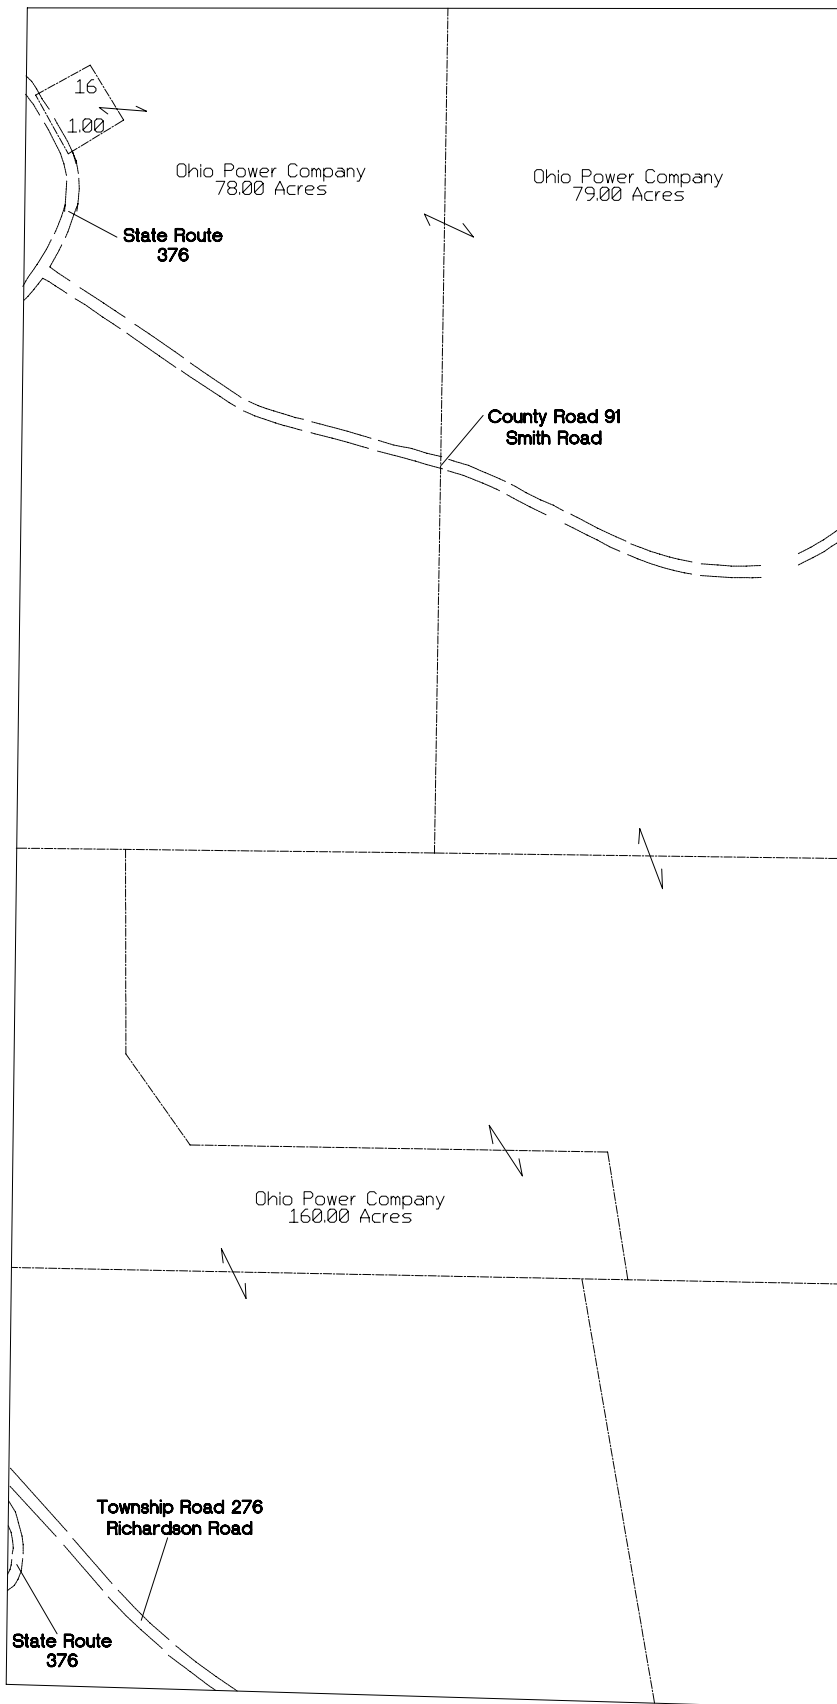 16
1.00
Ohio Power Company
78.00 Acres
Ohio Power Company
79.00 Acres
State Route
376
County Road 91
Smith Road
Ohio Power Company
160.00 Acres
Township Road 276
Richardson Road
State Route
376